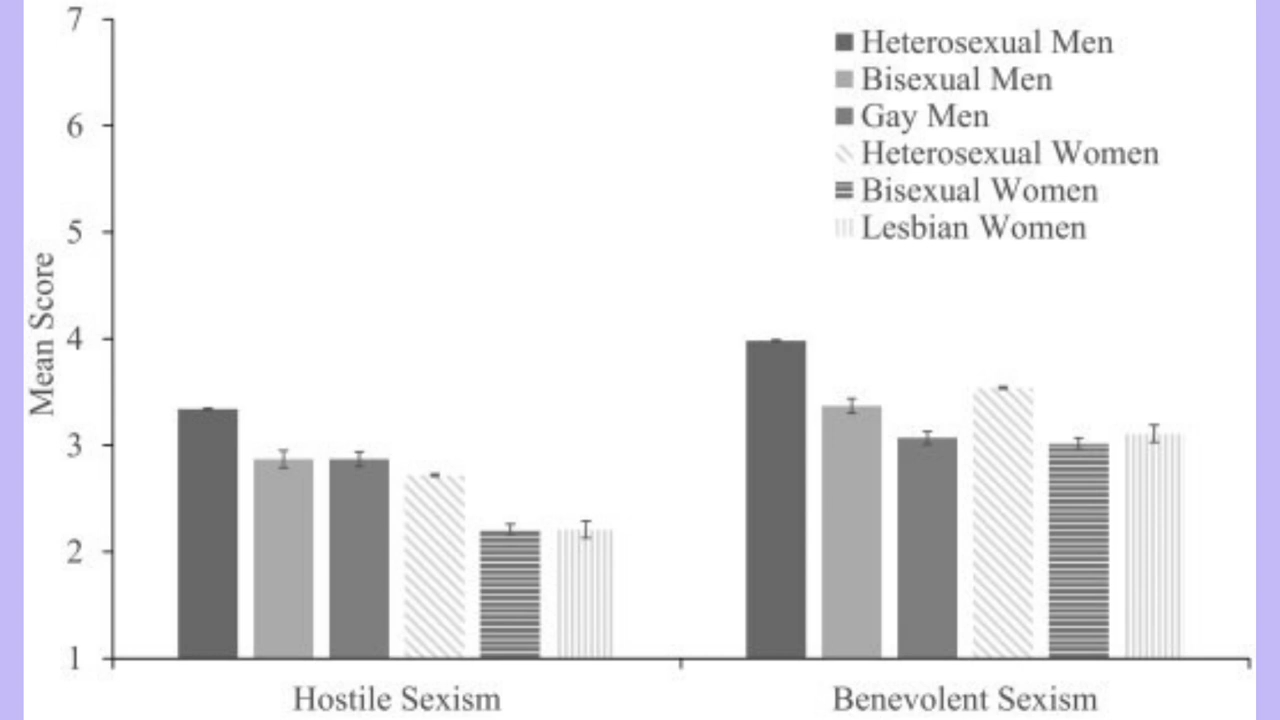 7
6
5
4
3
2
1
Mean Score
Heterosexual Men
Bisexual Men
Gay Men
Heterosexual Women
Bisexual Women
Lesbian Women
Hostile Sexism
Benevolent Sexism